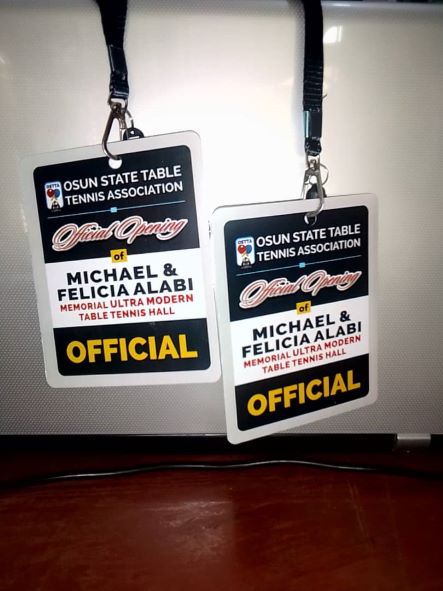 OSUN STATE TABLE
TENNIS ASSOCIATION
Official Opening
of
MICHAEL &
FELICIA ALABI
MEMORIAL ULTRA MODERN
TABLE TENNIS HALL
OFFICIAL
OSTTA
OSUN STATE TABLE
TENNIS ASSOCIATION
Official Opening
of
MICHAEL &
FELICIA ALABI
MEMORIAL ULTRA MODERN
TABLE TENNIS HALL
OFFICIAL